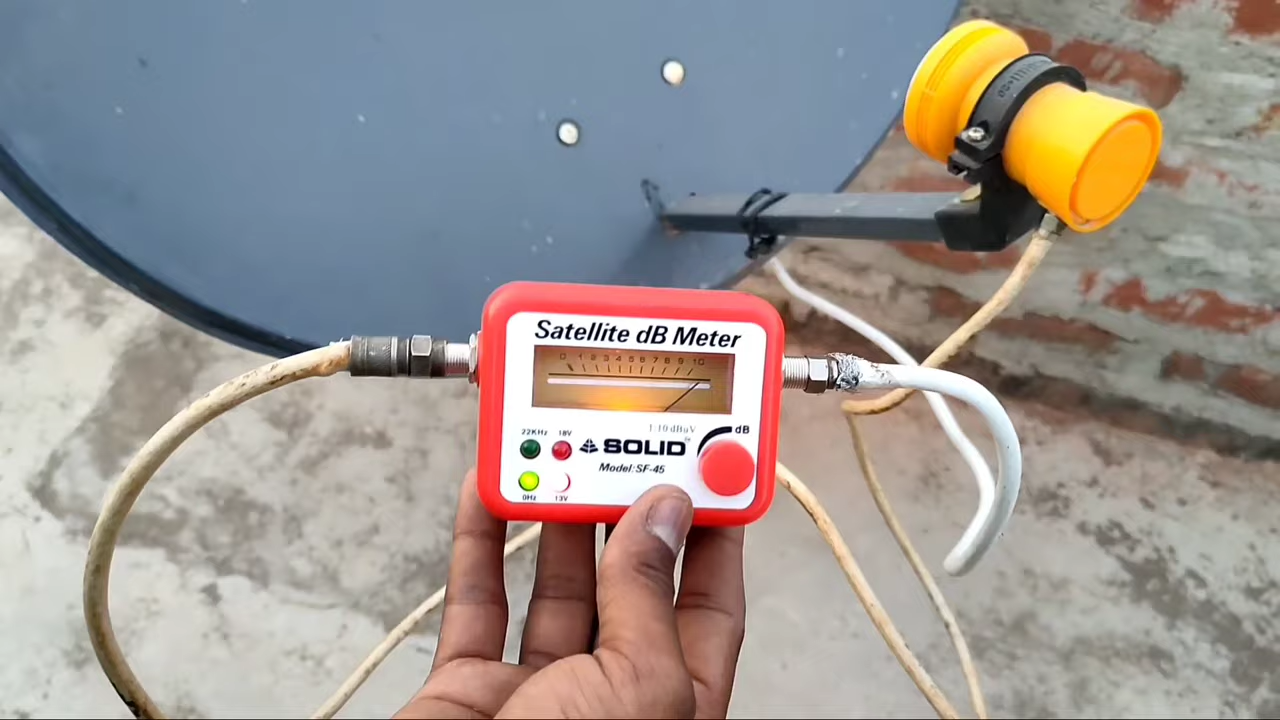 Satellite dB Meter
0 1 2 3 4 5 6 7 8 9 10
1:10 dBµV
dB
22KHz 18V
SOLID
Model:SF-45
0Hz 13V